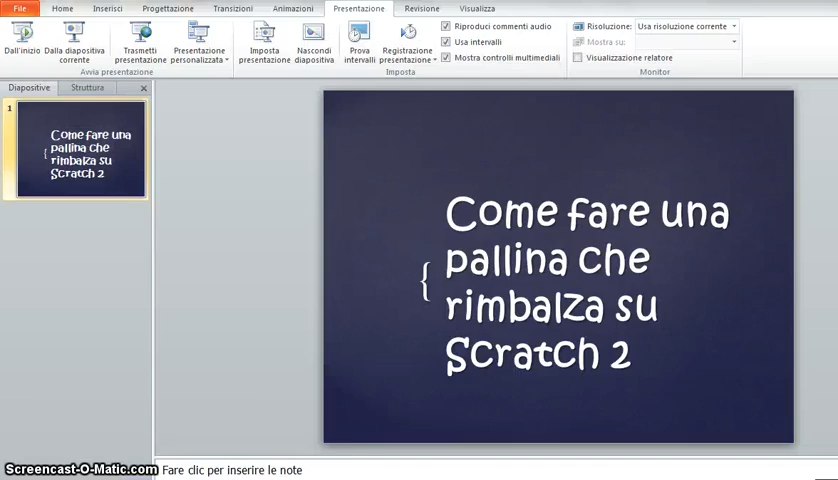 File Home Inserisci Progettazione Transizioni Animazioni Presentazione Revisione Visualizza
Dall'inizio
Dalla diapositiva corrente
Trasmetti presentazione
Presentazione personalizzata
Avvia presentazione
Imposta presentazione
Nascondi diapositiva
Prova intervalli
Registrazione presentazione
Riproduci commenti audio
Usa intervalli
Mostra controlli multimediali
Imposta
Risoluzione: Usa risoluzione corrente
Mostra su:
Visualizzazione relatore
Monitor
Diapositive Struttura
1
Come fare una
pallina che
{ rimbalza su
Scratch 2
Come fare una
pallina che
{ rimbalza su
Scratch 2
Screencast-O-Matic.com
Fare clic per inserire le note